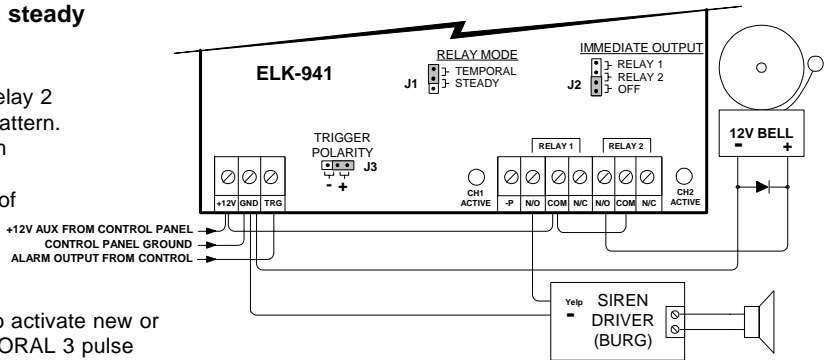 steady
elay 2
attern.
n
of
o activate new or
ORAL 3 pulse
ELK-941
RELAY MODE
J1
TEMPORAL
STEADY
IMMEDIATE OUTPUT
J2
RELAY 1
RELAY 2
OFF
TRIGGER
POLARITY
J3
- +
RELAY 1
RELAY 2
+12V GND TRG
CH1
ACTIVE
-P N/O COM N/C N/O COM N/C
CH2
ACTIVE
12V BELL
- +
+12V AUX FROM CONTROL PANEL
CONTROL PANEL GROUND
ALARM OUTPUT FROM CONTROL
Yelp
-
SIREN
DRIVER
(BURG)